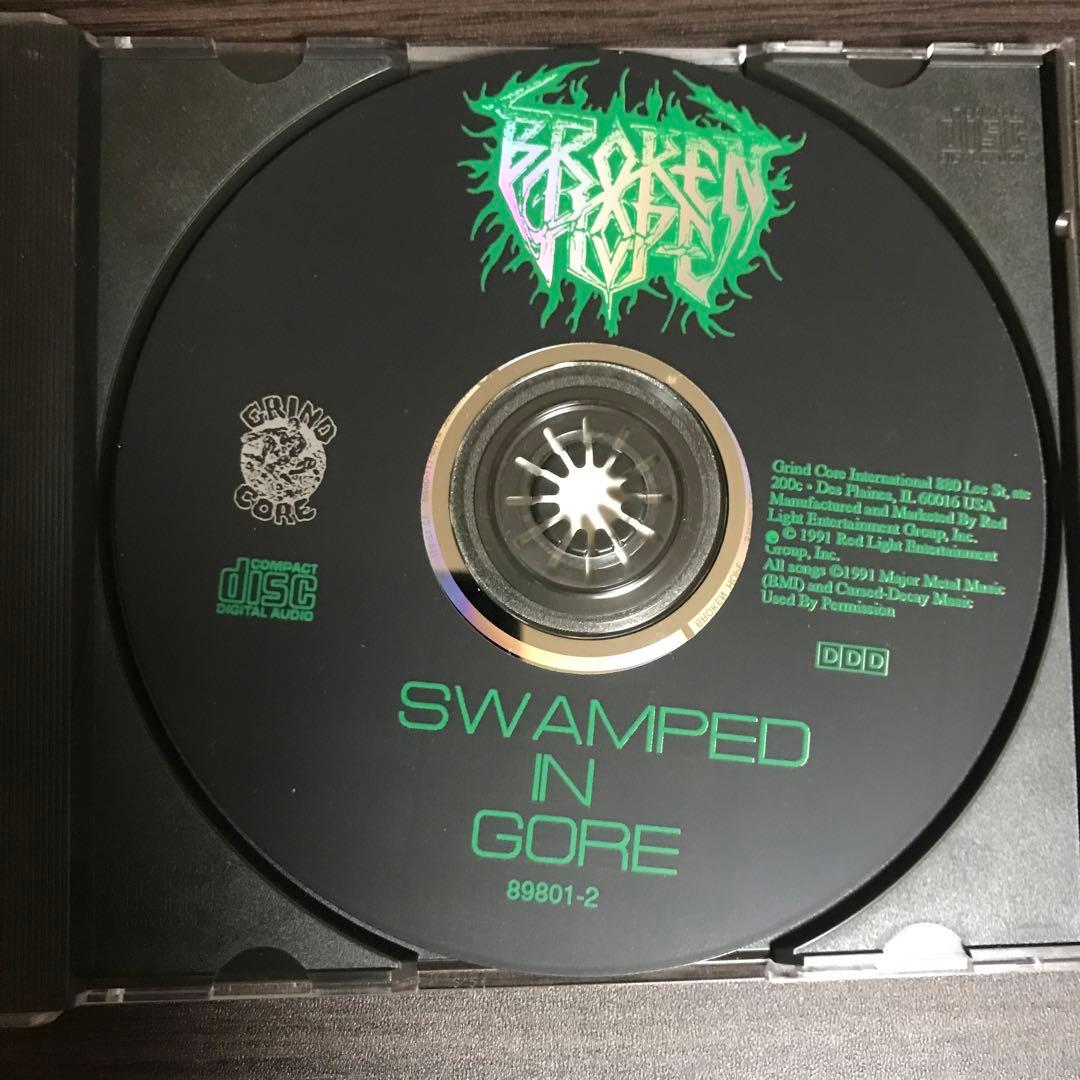 BROKEN
HOPE
GRIND
CORE
COMPACT
disc
DIGITAL AUDIO
Grind Core International 880 Lee St, ste
200c • Des Plaines, IL 60016 USA
Manufactured and Marketed By Red
Light Entertainment Group, Inc.
℗ © 1991 Red Light Entertainment
Group, Inc.
All songs ©1991 Major Metal Music
(BMI) and Cursed-Decay Music
Used By Permission
DDD
BROKEN HOPE
SWAMPED
IN
GORE
89801-2